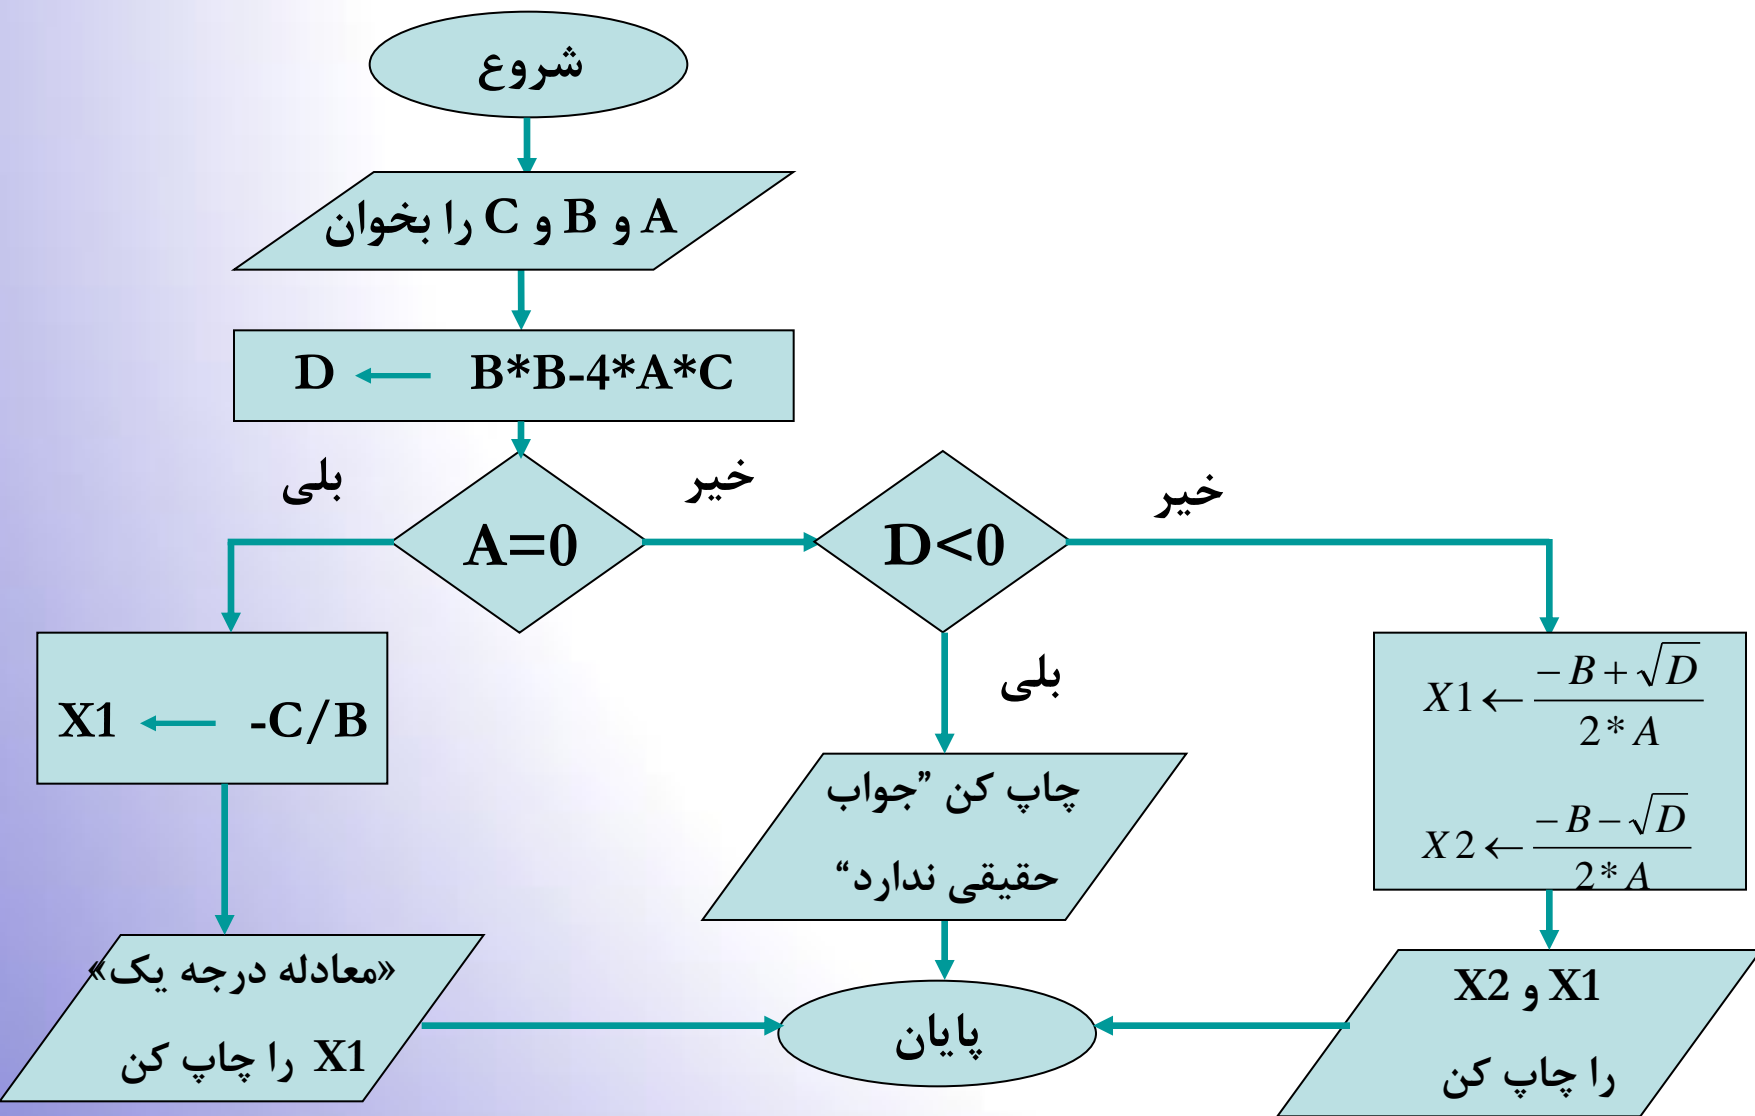 شروع
A و B و C را بخوان
D ← B*B-4*A*C
بلی
خیر
خیر
A=0
D<0
بلی
X1 ← -C/B
X1 ← (-B+√D)/(2*A)
X2 ← (-B-√D)/(2*A)
چاپ کن ”جواب
حقیقی ندارد“
«معادله درجه یک»
X1 را چاپ کن
X1 و X2
را چاپ کن
پایان